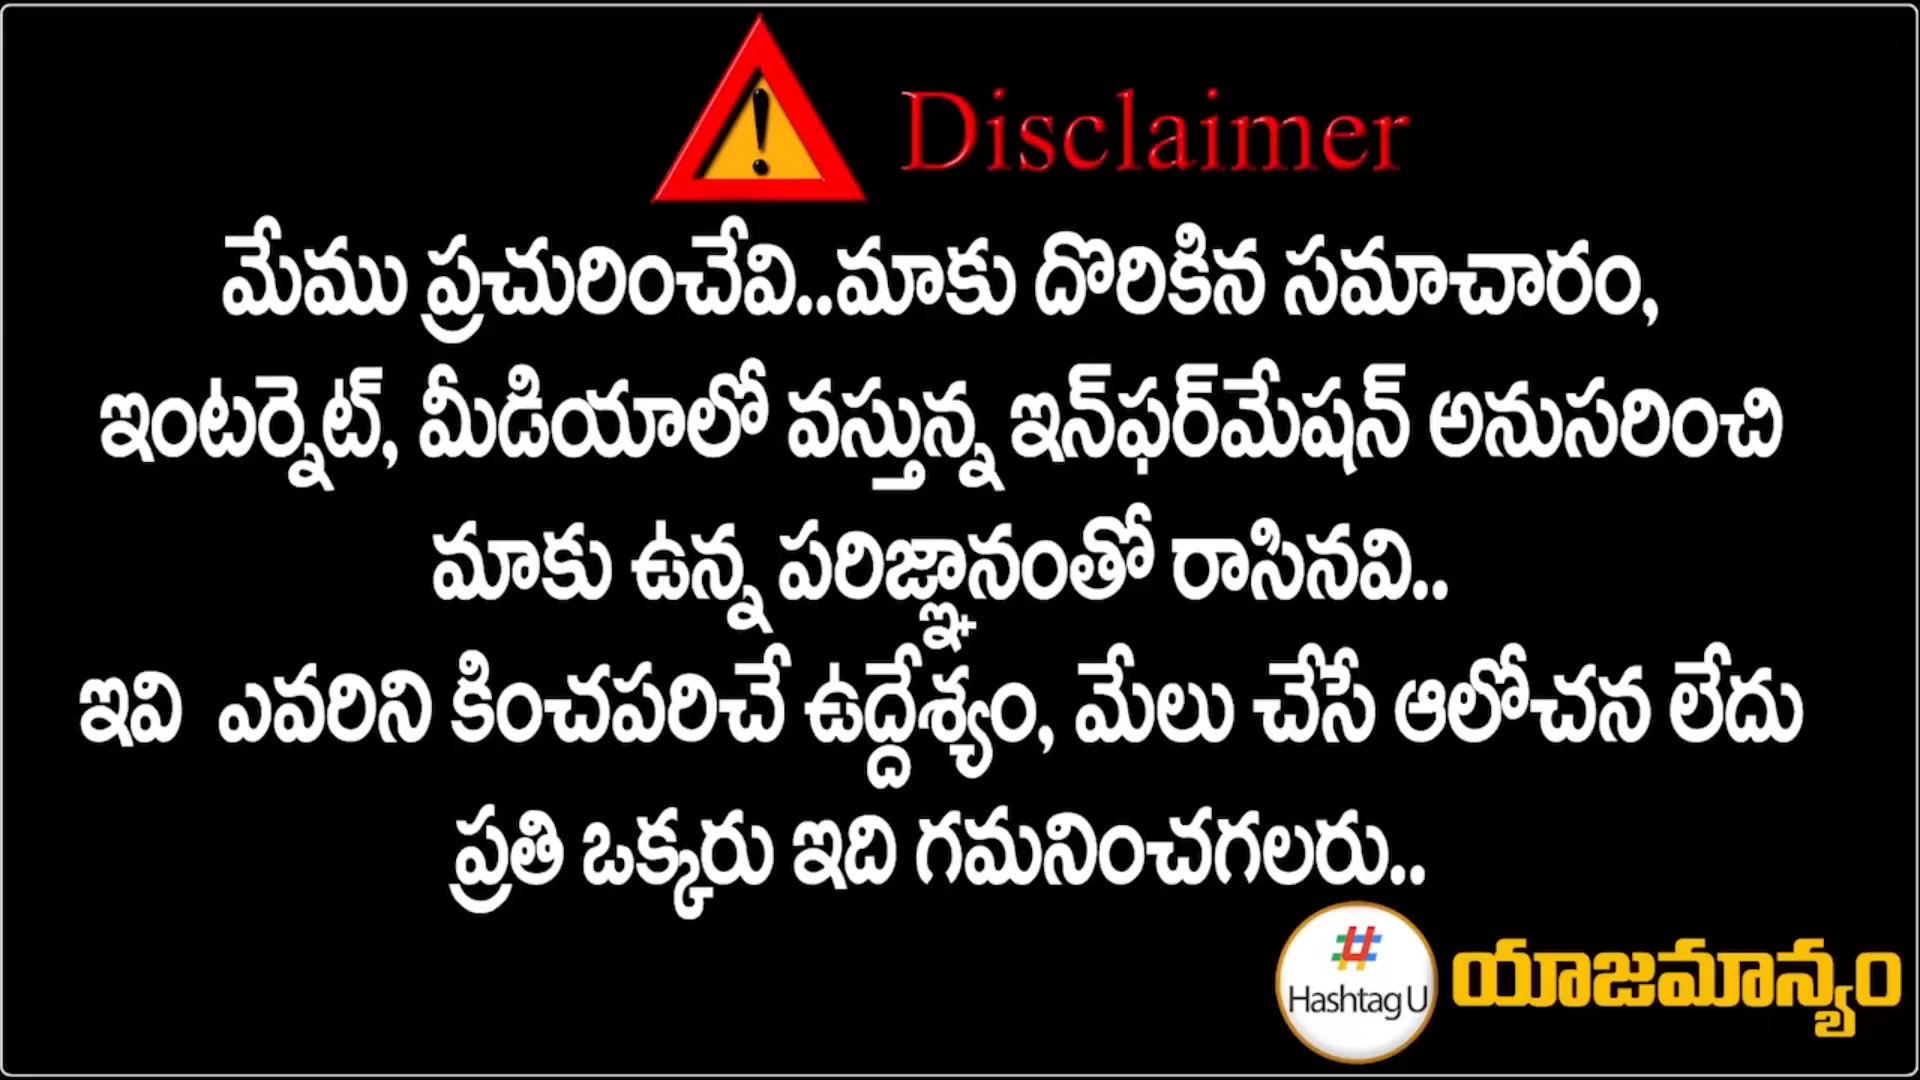 Disclaimer
మేము ప్రచురించేవి..మాకు దొరికిన సమాచారం,
ఇంటర్నెట్, మీడియాలో వస్తున్న ఇన్‌ఫర్‌మేషన్ అనుసరించి
మాకు ఉన్న పరిజ్ఞానంతో రాసినవి..
ఇవి ఎవరిని కించపరిచే ఉద్దేశ్యం, మేలు చేసే ఆలోచన లేదు
ప్రతి ఒక్కరు ఇది గమనించగలరు..
#
Hashtag U
యాజమాన్యం